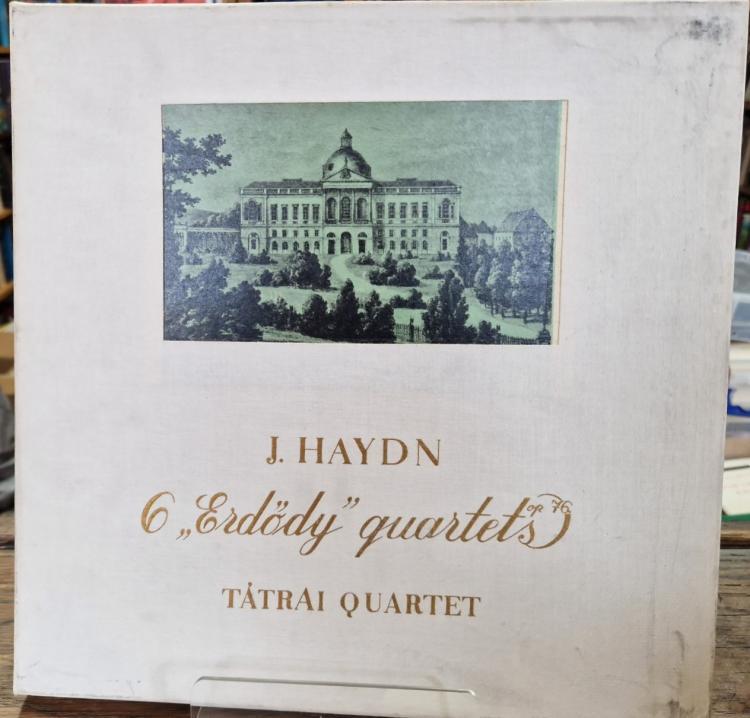 J. HAYDN
6 „Erdődy” quartets op 76
TÁTRAI QUARTET